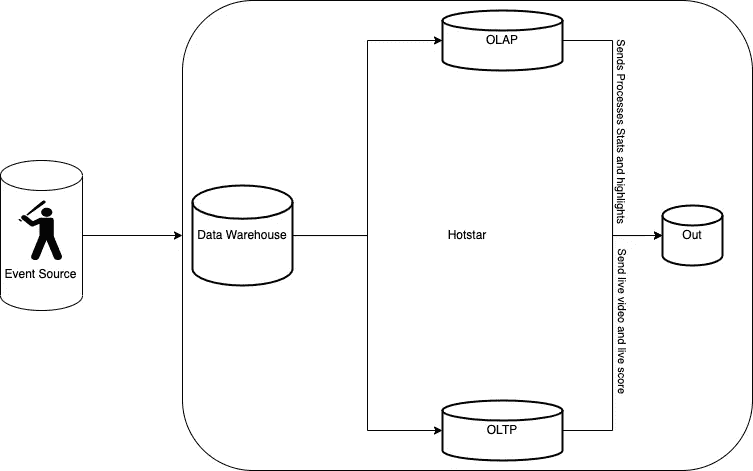 OLAP
Sends Processes Stats and highlights
Event Source
Data Warehouse
Hotstar
Out
Send live video and live score
OLTP